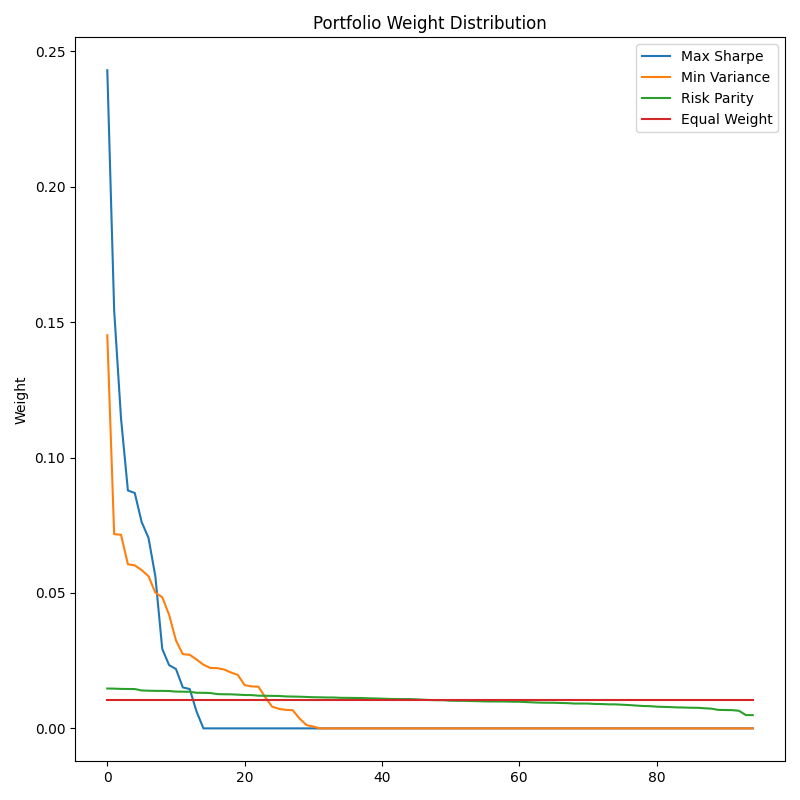 Portfolio Weight Distribution
0.25
0.20
0.15
0.10
0.05
0.00
Weight
Max Sharpe
Min Variance
Risk Parity
Equal Weight
0 20 40 60 80